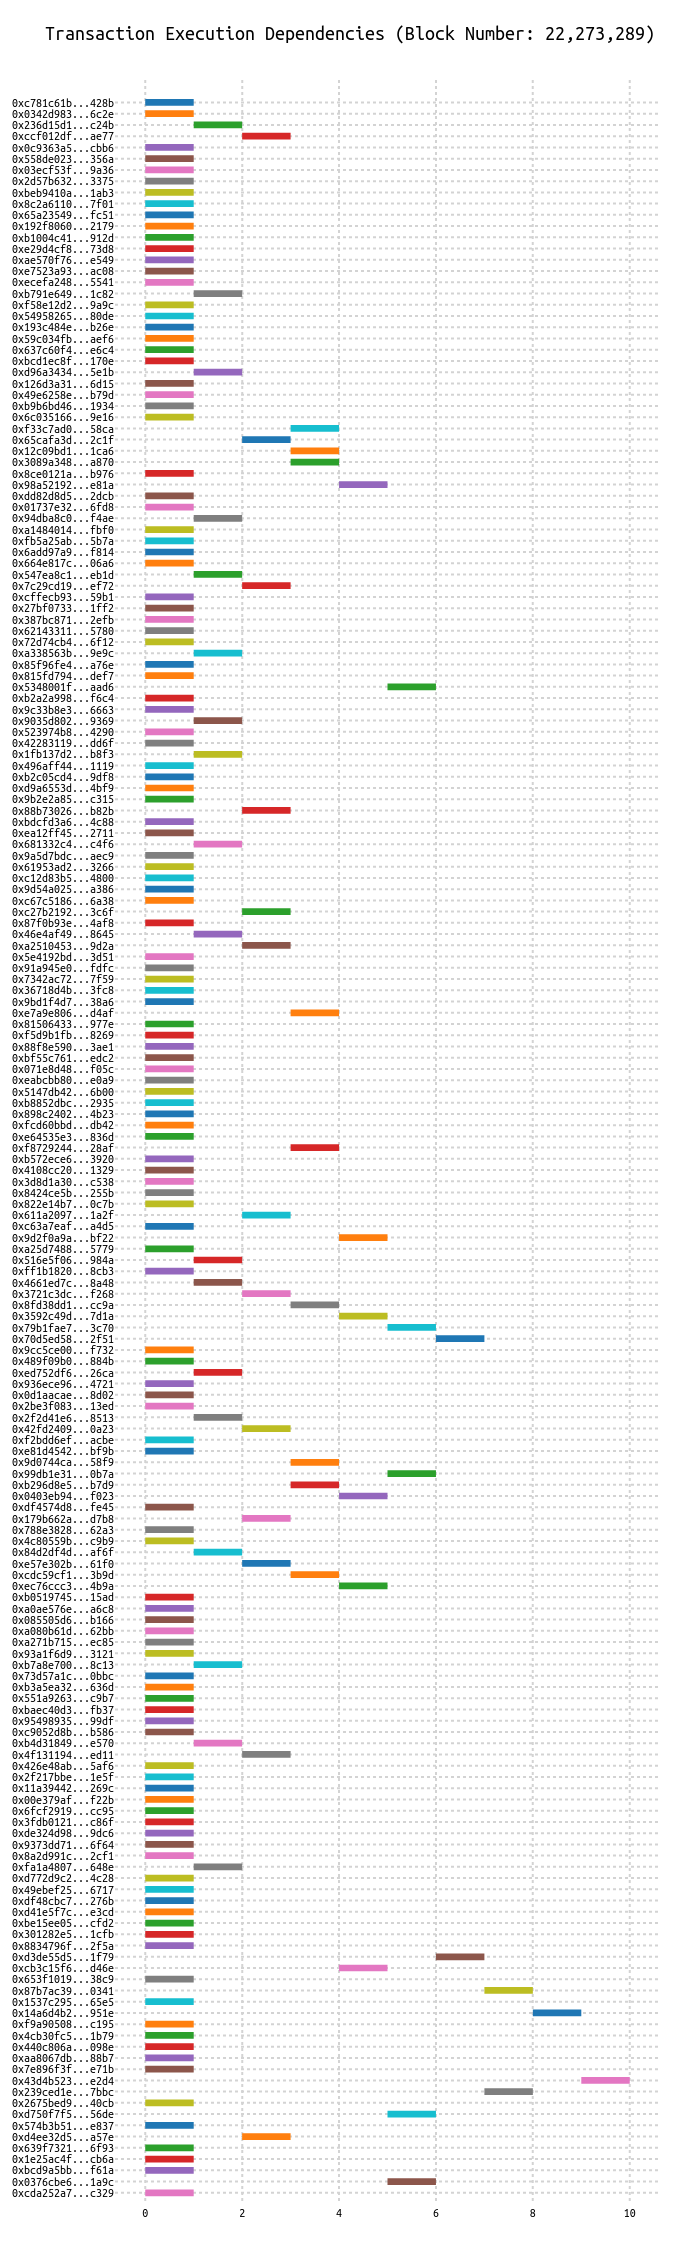 Transaction Execution Dependencies (Block Number: 22,273,289)
0xc781c61b...428b
0x0342d983...6c2e
0x236d15d1...c24b
0xccf012df...ae77
0x0c9363a5...cbb6
0x558de023...356a
0x03ecf53f...9a36
0x2d57b632...3375
0xbeb9410a...1ab3
0x8c2a6110...7f01
0x65a23549...fc51
0x192f8060...2179
0xb1004c41...912d
0xe29d4cf8...73d8
0xae570f76...e549
0xe7523a93...ac08
0xecefa248...5541
0xb791e649...1c82
0xf58e12d2...9a9c
0x54958265...80de
0x193c484e...b26e
0x59c034fb...aef6
0x637c60f4...e6c4
0xbcd1ec8f...170e
0xd96a3434...5e1b
0x126d3a31...6d15
0x49e6258e...b79d
0xb9b6bd46...1934
0x6c035166...9e16
0xf33c7ad0...58ca
0x65cafa3d...2c1f
0x12c09bd1...1ca6
0x3089a348...a870
0x8ce0121a...b976
0x98a52192...e81a
0xdd82d8d5...2dcb
0x01737e32...6fd8
0x94dba8c0...f4ae
0xa1484014...fbf0
0xfb5a25ab...5b7a
0x6add97a9...f814
0x664e817c...06a6
0x547ea8c1...eb1d
0x7c29cd19...ef72
0xcffecb93...59b1
0x27bf0733...1ff2
0x387bc871...2efb
0x62143311...5780
0x72d74cb4...6f12
0xa338563b...9e9c
0x85f96fe4...a76e
0x815fd794...def7
0x5348001f...aad6
0xb2a2a998...f6c4
0x9c33b8e3...6663
0x9035d802...9369
0x523974b8...4290
0x42283119...dd6f
0x1fb137d2...b8f3
0x496aff44...1119
0xb2c05cd4...9df8
0xd9a6553d...4bf9
0x9b2e2a85...c315
0x88b73026...b82b
0xbdcfd3a6...4c88
0xea12ff45...2711
0x681332c4...c4f6
0x9a5d7bdc...aec9
0x61953ad2...3266
0xc12d83b5...4800
0x9d54a025...a386
0xc67c5186...6a38
0xc27b2192...3c6f
0x87f0b93e...4af8
0x46e4af49...8645
0xa2510453...9d2a
0x5e4192bd...3d51
0x91a945e0...fdfc
0x7342ac72...7f59
0x36718d4b...3fc8
0x9bd1f4d7...38a6
0xe7a9e806...d4af
0x81506433...977e
0xf5d9b1fb...8269
0x88f8e590...3ae1
0xbf55c761...edc2
0x071e8d48...f05c
0xeabcbb80...e0a9
0x5147db42...6b00
0xb8852dbc...2935
0x898c2402...4b23
0xfcd60bbd...db42
0xe64535e3...836d
0xf8729244...28af
0xb572ece6...3920
0x4108cc20...1329
0x3d8d1a30...c538
0x8424ce5b...255b
0x822e14b7...0c7b
0x611a2097...1a2f
0xc63a7eaf...a4d5
0x9d2f0a9a...bf22
0xa25d7488...5779
0x516e5f06...984a
0xff1b1820...8cb3
0x4661ed7c...8a48
0x3721c3dc...f268
0x8fd38dd1...cc9a
0x3592c49d...7d1a
0x79b1fae7...3c70
0x70d5ed58...2f51
0x9cc5ce00...f732
0x489f09b0...884b
0xed752df6...26ca
0x936ece96...4721
0x0d1aacae...8d02
0x2be3f083...13ed
0x2f2d41e6...8513
0x42fd2409...0a23
0xf2bdd6ef...acbe
0xe81d4542...bf9b
0x9d0744ca...58f9
0x99db1e31...0b7a
0xb296d8e5...b7d9
0x0403eb94...f023
0xdf4574d8...fe45
0x179b662a...d7b8
0x788e3828...62a3
0x4c80559b...c9b9
0x84d2df4d...af6f
0xe57e302b...61f0
0xcdc59cf1...3b9d
0xec76ccc3...4b9a
0xb0519745...15ad
0xa0ae576e...a6c8
0x085505d6...b166
0xa080b61d...62bb
0xa271b715...ec85
0x93a1f6d9...3121
0xb7a8e700...8c13
0x73d57a1c...0bbc
0xb3a5ea32...636d
0x551a9263...c9b7
0xbaec40d3...fb37
0x95498935...99df
0xc9052d8b...b586
0xb4d31849...e570
0x4f131194...ed11
0x426e48ab...5af6
0x2f217bbe...1e5f
0x11a39442...269c
0x00e379af...f22b
0x6fcf2919...cc95
0x3fdb0121...c86f
0xde324d98...9dc6
0x9373dd71...6f64
0x8a2d991c...2cf1
0xfa1a4807...648e
0xd772d9c2...4c28
0x49ebef25...6717
0xdf48cbc7...276b
0xd41e5f7c...e3cd
0xbe15ee05...cfd2
0x301282e5...1cfb
0x8834796f...2f5a
0xd3de55d5...1f79
0xcb3c15f6...d46e
0x653f1019...38c9
0x87b7ac39...0341
0x1537c295...65e5
0x14a6d4b2...951e
0xf9a90508...c195
0x4cb30fc5...1b79
0x440c806a...098e
0xaa8067db...88b7
0x7e896f3f...e71b
0x43d4b523...e2d4
0x239ced1e...7bbc
0x2675bed9...40cb
0xd750f7f5...56de
0x574b3b51...e837
0xd4ee32d5...a57e
0x639f7321...6f93
0x1e25ac4f...cb6a
0xbcd9a5bb...f61a
0x0376cbe6...1a9c
0xcda252a7...c329
0 2 4 6 8 10